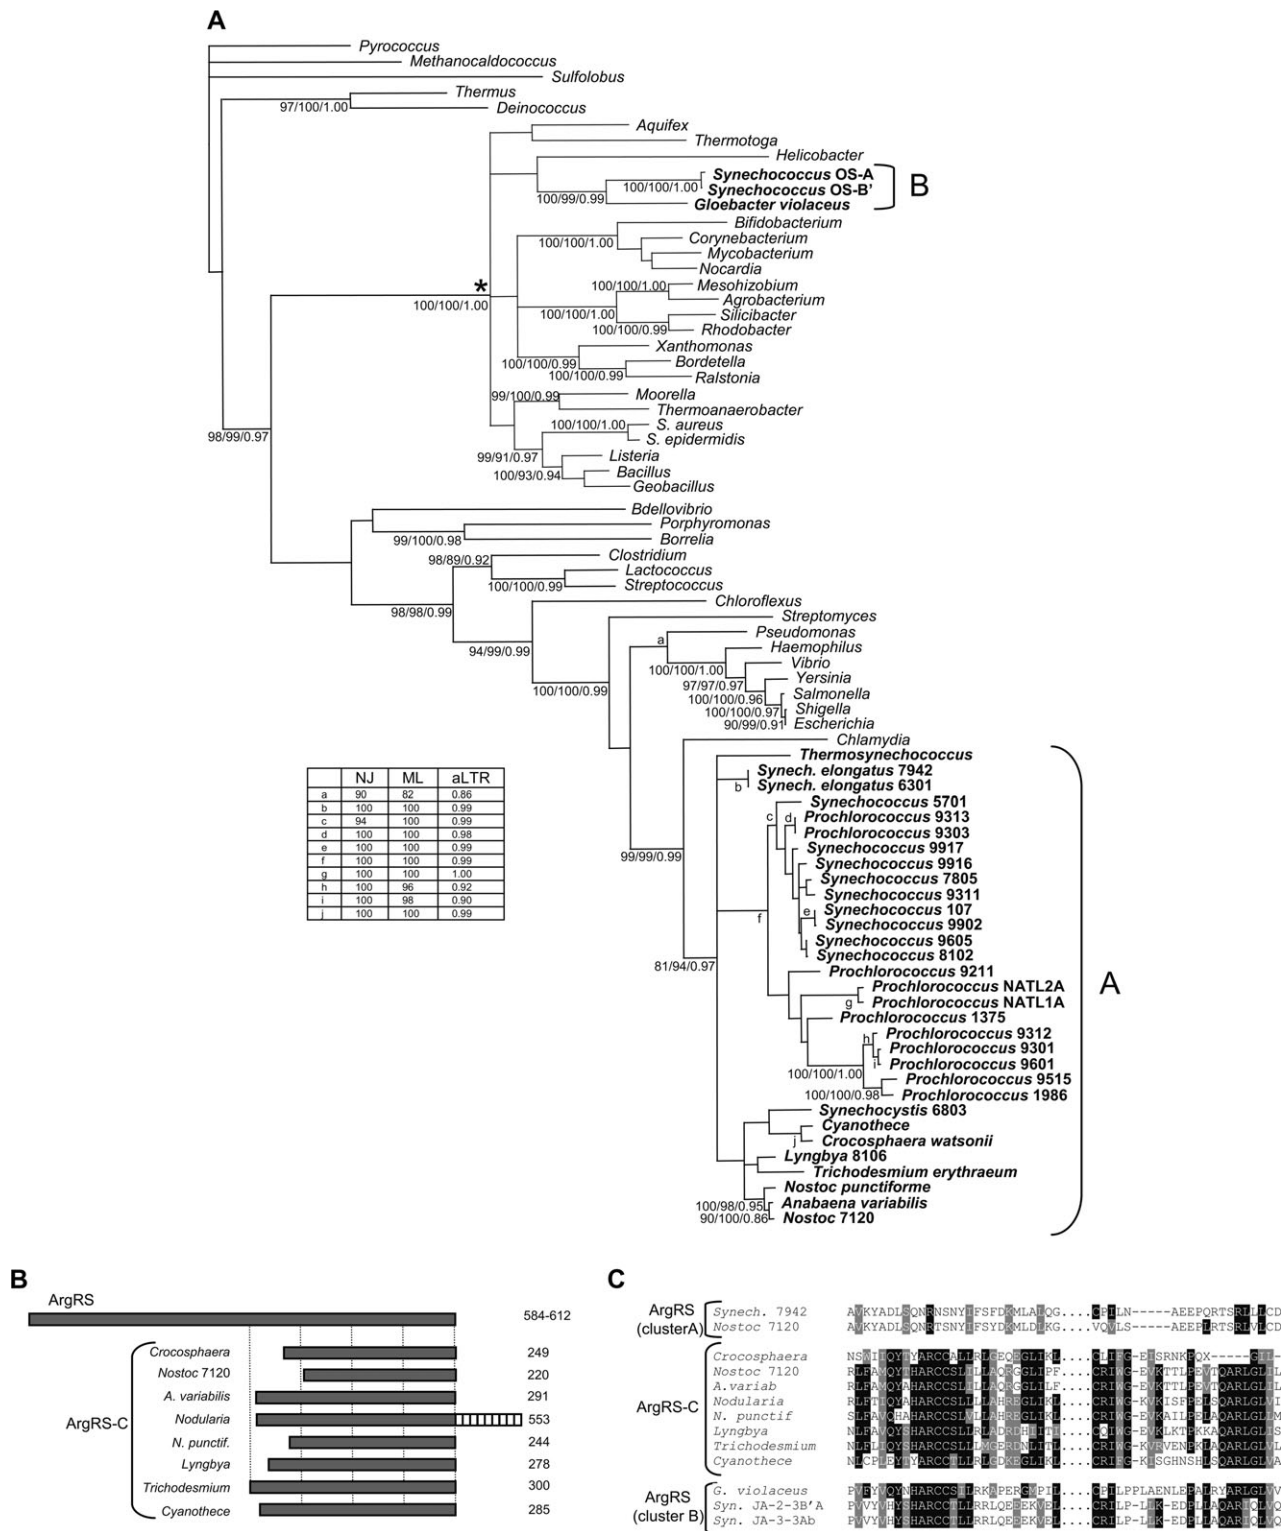 A
Pyrococcus
Methanocaldococcus
Sulfolobus
Thermus
97/100/1.00
Deinococcus
Aquifex
Thermotoga
Helicobacter
Synechococcus OS-A
100/100/1.00
Synechococcus OS-B'
B
100/99/0.99
Gloebacter violaceus
Bifidobacterium
100/100/1.00
Corynebacterium
Mycobacterium
Nocardia
*
100/100/1.00
100/100/1.00
Mesohizobium
Agrobacterium
100/100/1.00
Silicibacter
100/100/0.99
Rhodobacter
Xanthomonas
100/100/0.99
Bordetella
100/100/0.99
Ralstonia
99/100/0.99
Moorella
Thermoanaerobacter
100/100/1.00
S. aureus
S. epidermidis
98/99/0.97
99/91/0.97
Listeria
100/93/0.94
Bacillus
Geobacillus
Bdellovibrio
Porphyromonas
99/100/0.98
Borrelia
98/89/0.92
Clostridium
Lactococcus
100/100/0.99
Streptococcus
98/98/0.99
Chloroflexus
Streptomyces
94/99/0.99
a
Pseudomonas
Haemophilus
100/100/1.00
Vibrio
97/97/0.97
Yersinia
100/100/0.99
100/100/0.96
Salmonella
100/100/0.97
Shigella
90/99/0.91
Escherichia
Chlamydia
Thermosynechococcus
Synech. elongatus 7942
b
Synech. elongatus 6301
Synechococcus 5701
c
d
Prochlorococcus 9313
Prochlorococcus 9303
Synechococcus 9917
99/99/0.99
Synechococcus 9916
Synechococcus 7805
Synechococcus 9311
e
Synechococcus 107
f
Synechococcus 9902
Synechococcus 9605
Synechococcus 8102
81/94/0.97
Prochlorococcus 9211
A
Prochlorococcus NATL2A
g
Prochlorococcus NATL1A
Prochlorococcus 1375
h
Prochlorococcus 9312
Prochlorococcus 9301
i
Prochlorococcus 9601
100/100/1.00
Prochlorococcus 9515
100/100/0.98
Prochlorococcus 1986
Synechocystis 6803
Cyanothece
j
Crocosphaera watsonii
Lyngbya 8106
Trichodesmium erythraeum
Nostoc punctiforme
100/98/0.95
Anabaena variabilis
90/100/0.86
Nostoc 7120
NJ ML aLTR
a 90 82 0.86
b 100 100 0.99
c 94 100 0.99
d 100 100 0.98
e 100 100 0.99
f 100 100 0.99
g 100 100 1.00
h 100 96 0.92
i 100 98 0.90
j 100 100 0.99
B
ArgRS
584-612
ArgRS-C
Crocosphaera 249
Nostoc 7120 220
A. variabilis 291
Nodularia 553
N. punctif. 244
Lyngbya 278
Trichodesmium 300
Cyanothece 285
C
ArgRS
(clusterA)
Synech. 7942 AVKYADLSQNRNSNYIFSFDKMLALQG....CPILN-----AEEPQRTSRLLLCD
Nostoc 7120 AVKYADLSQNRTSNYIFSYDKMLDLKG....VQVLS-----AEEPLRTSRLVLCD
ArgRS-C
Crocosphaera
Nostoc 7120
A.variab
Nodularia
N. punctif
Lyngbya
Trichodesmium
Cyanothece
ArgRS
(cluster B)
G. violaceus
Syn. JA-2-3B'A
Syn. JA-3-3Ab